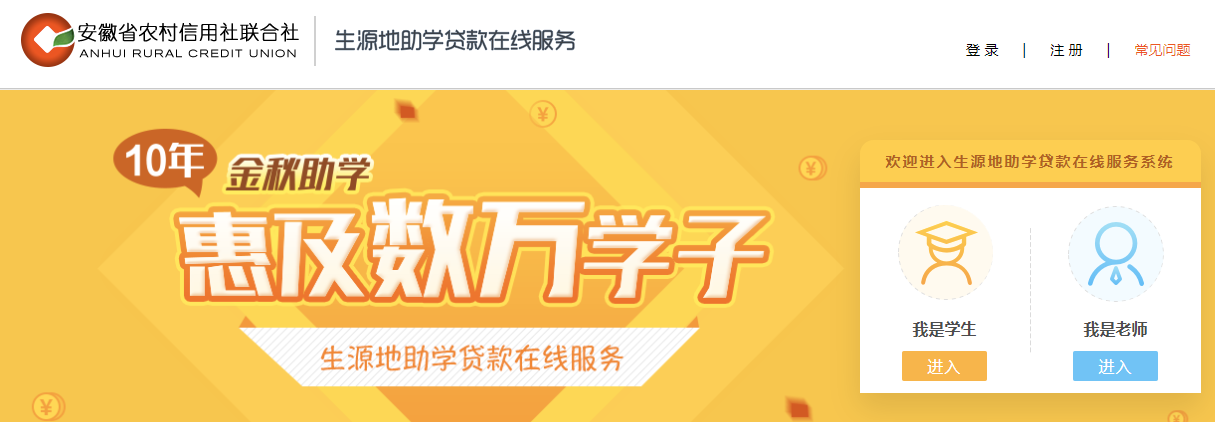 安徽省农村信用社联合社
ANHUI RURAL CREDIT UNION
生源地助学贷款在线服务
登 录 | 注 册 | 常见问题
10年
金秋助学
惠及数万学子
生源地助学贷款在线服务
欢迎进入生源地助学贷款在线服务系统
我是学生 我是老师
进入 进入